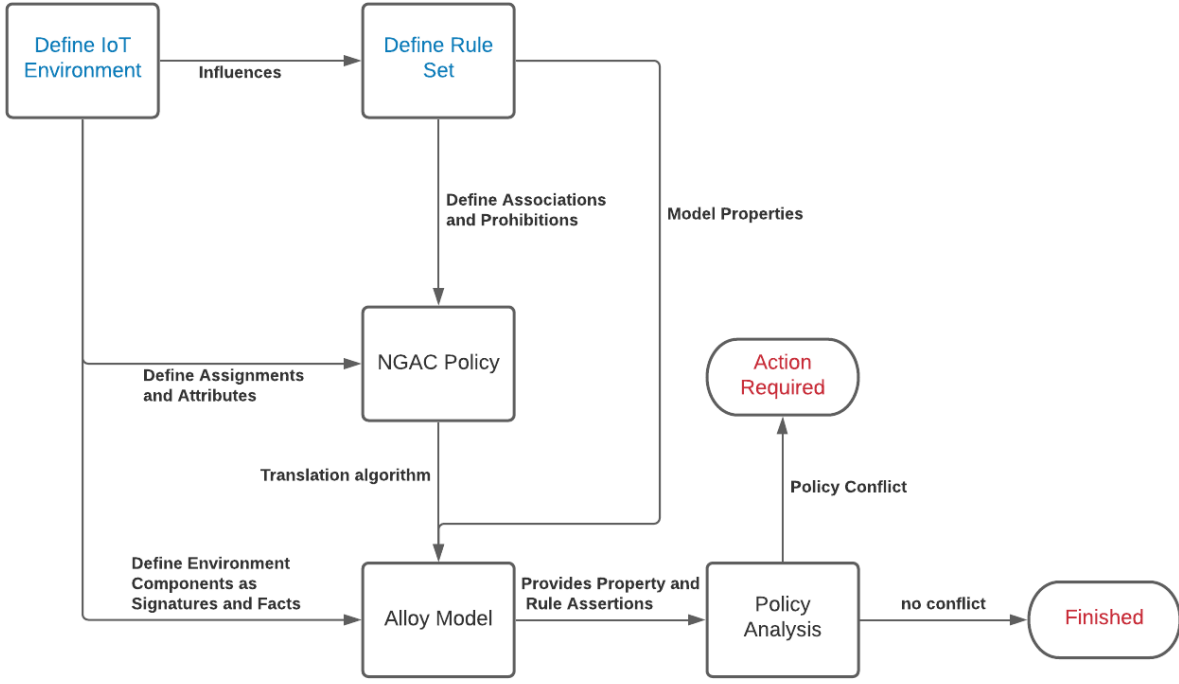 Define IoT
Environment
Influences
Define Rule
Set
Define Associations
and Prohibitions
Model Properties
NGAC Policy
Define Assignments
and Attributes
Action
Required
Translation algorithm
Policy Conflict
Define Environment
Components as
Signatures and Facts
Alloy Model
Provides Property and
Rule Assertions
Policy
Analysis
no conflict
Finished